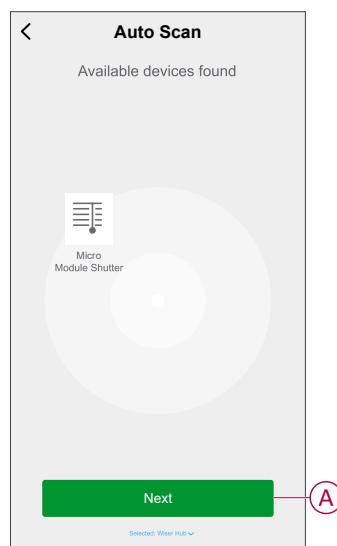 Auto Scan
Available devices found
Micro
Module Shutter
Next
A
Selected: Wiser Hub